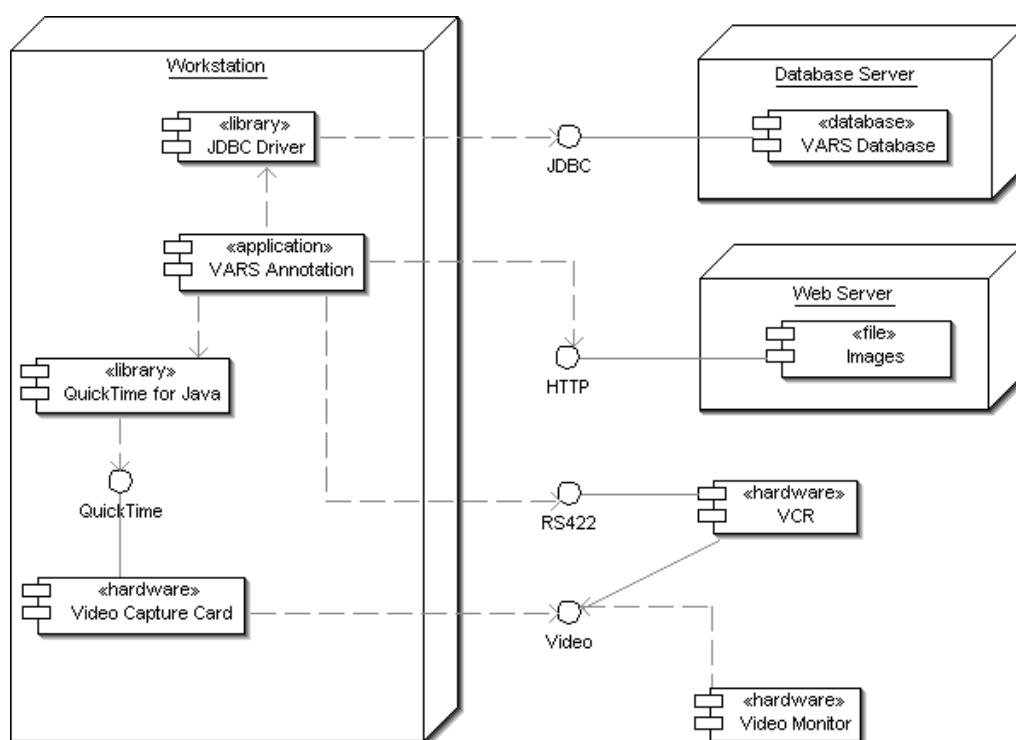 Workstation
«library»
JDBC Driver
«application»
VARS Annotation
«library»
QuickTime for Java
QuickTime
«hardware»
Video Capture Card
JDBC
HTTP
RS422
Video
Database Server
«database»
VARS Database
Web Server
«file»
Images
«hardware»
VCR
«hardware»
Video Monitor